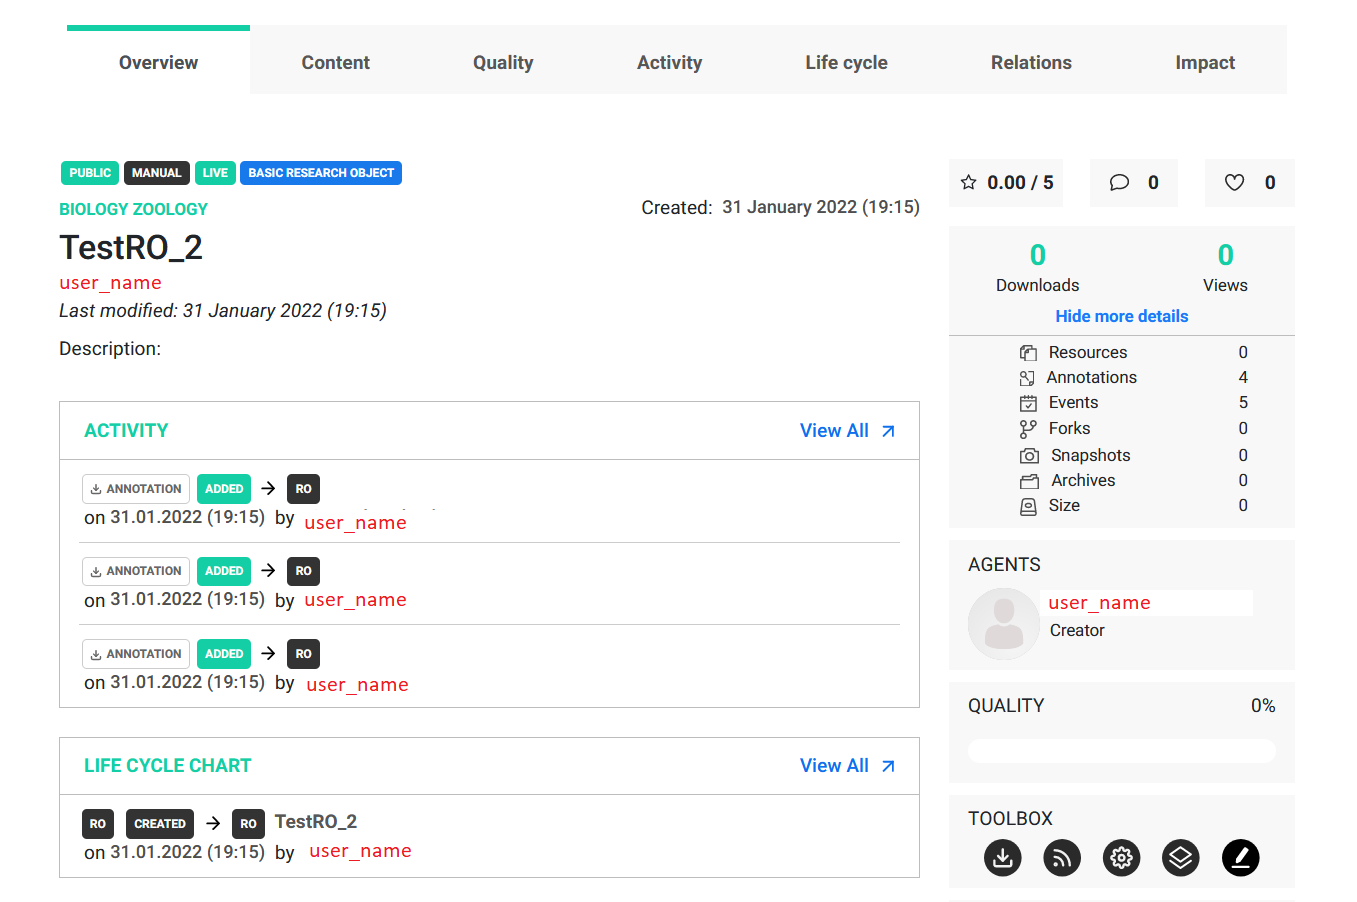 Overview Content Quality Activity Life cycle Relations Impact
PUBLIC MANUAL LIVE BASIC RESEARCH OBJECT
BIOLOGY ZOOLOGY
Created: 31 January 2022 (19:15)
TestRO_2
user_name
Last modified: 31 January 2022 (19:15)
Description:
ACTIVITY View All
ANNOTATION ADDED → RO
on 31.01.2022 (19:15) by user_name
ANNOTATION ADDED → RO
on 31.01.2022 (19:15) by user_name
ANNOTATION ADDED → RO
on 31.01.2022 (19:15) by user_name
LIFE CYCLE CHART View All
RO CREATED → RO TestRO_2
on 31.01.2022 (19:15) by user_name
0.00 / 5 0 0
0 0
Downloads Views
Hide more details
Resources 0
Annotations 4
Events 5
Forks 0
Snapshots 0
Archives 0
Size 0
AGENTS
user_name
Creator
QUALITY 0%
TOOLBOX